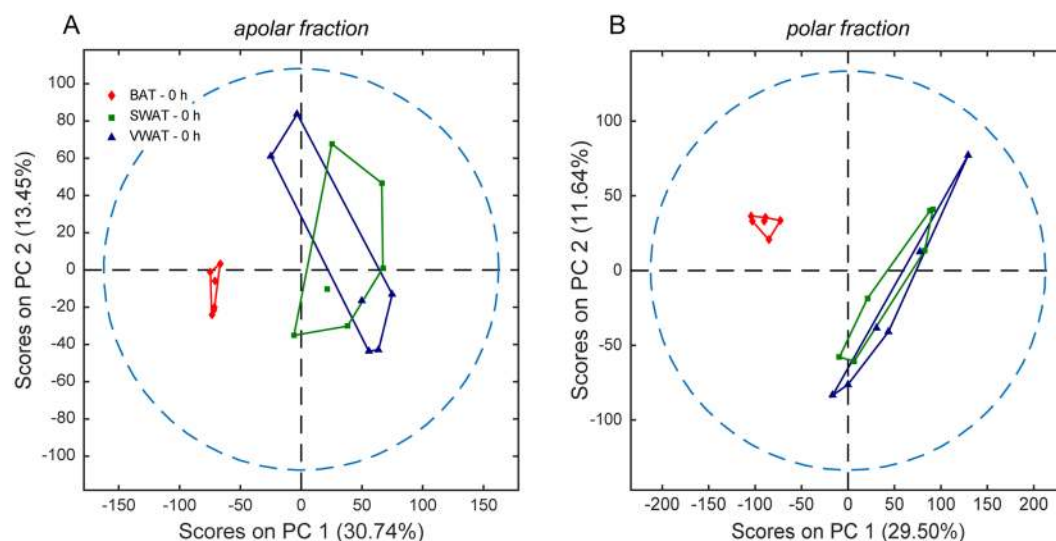 A
apolar fraction
100
80
60
40
20
0
-20
-40
-60
-80
-100
Scores on PC 2 (13.45%)
BAT - 0 h
SWAT - 0 h
VWAT - 0 h
-150
-100
-50
0
50
100
150
Scores on PC 1 (30.74%)
B
polar fraction
100
50
0
-50
-100
Scores on PC 2 (11.64%)
-200
-150
-100
-50
0
50
100
150
200
Scores on PC 1 (29.50%)